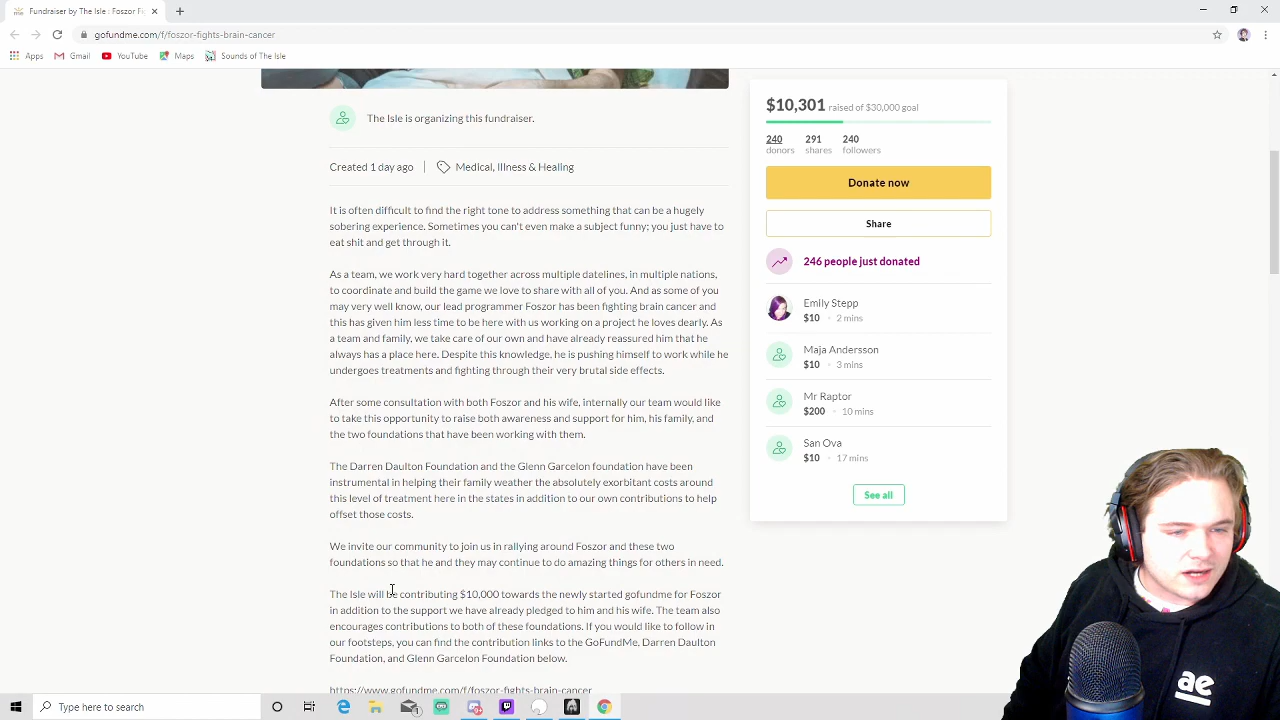 Fundraiser by The Isle : Foszor Fi
gofundme.com/f/foszor-fights-brain-cancer
Apps
Gmail
YouTube
Maps
Sounds of The Isle
The Isle is organizing this fundraiser.
Created 1 day ago
Medical, Illness & Healing
It is often difficult to find the right tone to address something that can be a hugely
sobering experience. Sometimes you can't even make a subject funny; you just have to
eat shit and get through it.
As a team, we work very hard together across multiple datelines, in multiple nations,
to coordinate and build the game we love to share with all of you. And as some of you
may very well know, our lead programmer Foszor has been fighting brain cancer and
this has given him less time to be here with us working on a project he loves dearly. As
a team and family, we take care of our own and have already reassured him that he
always has a place here. Despite this knowledge, he is pushing himself to work while he
undergoes treatments and fighting through their very brutal side effects.
After some consultation with both Foszor and his wife, internally our team would like
to take this opportunity to raise both awareness and support for him, his family, and
the two foundations that have been working with them.
The Darren Daulton Foundation and the Glenn Garcelon foundation have been
instrumental in helping their family weather the absolutely exorbitant costs around
this level of treatment here in the states in addition to our own contributions to help
offset those costs.
We invite our community to join us in rallying around Foszor and these two
foundations so that he and they may continue to do amazing things for others in need.
The Isle will be contributing $10,000 towards the newly started gofundme for Foszor
in addition to the support we have already pledged to him and his wife. The team also
encourages contributions to both of these foundations. If you would like to follow in
our footsteps, you can find the contribution links to the GoFundMe, Darren Daulton
Foundation, and Glenn Garcelon Foundation below.
https://www.gofundme.com/f/foszor-fights-brain-cancer
$10,301 raised of $30,000 goal
240 291 240
donors shares followers
Donate now
Share
246 people just donated
Emily Stepp
$10 • 2 mins
Maja Andersson
$10 • 3 mins
Mr Raptor
$200 • 10 mins
San Ova
$10 • 17 mins
See all
ae
Type here to search